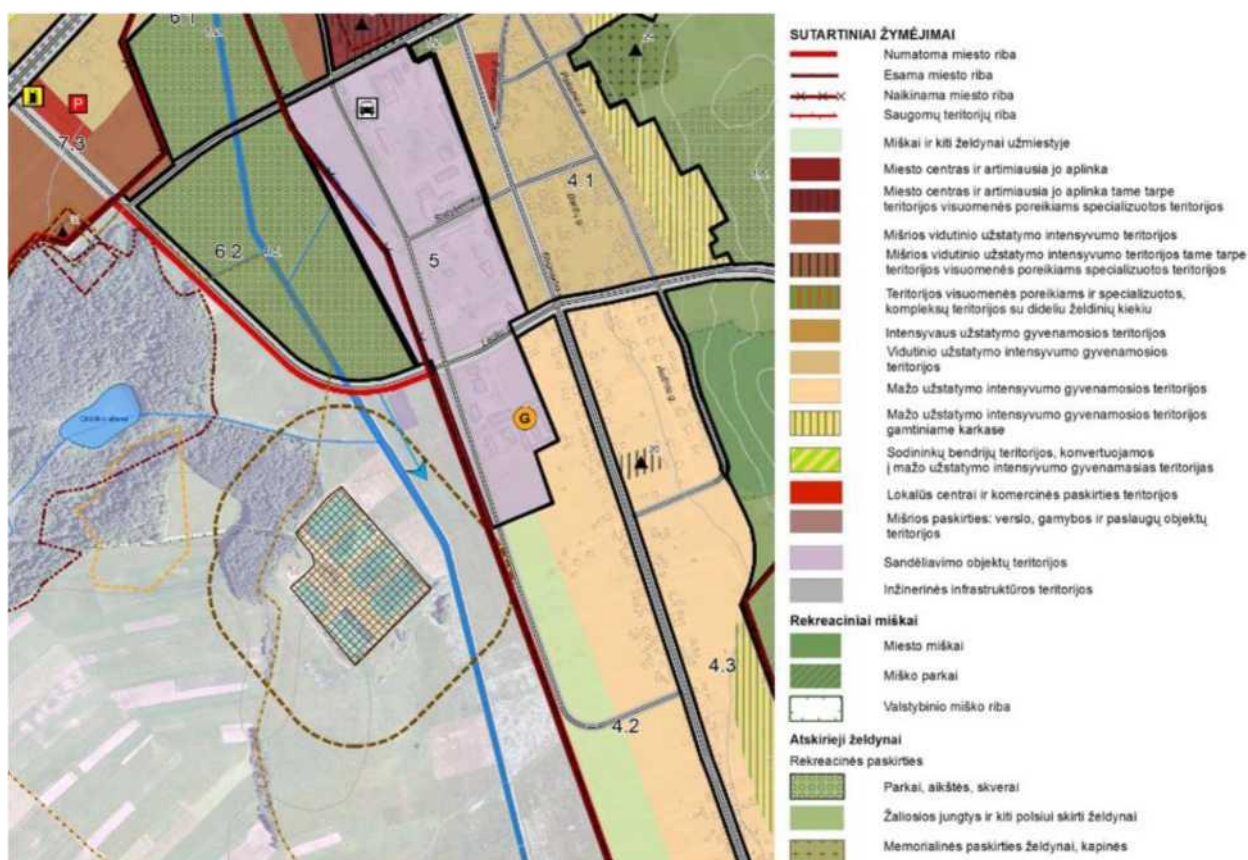 6 1
7.3
P
6.2
5
4.1
G
4.3
4.2
SUTARTINIAI ŽYMĖJIMAI
Numatoma miesto riba
Esama miesto riba
Naikinama miesto riba
Saugomų teritorijų riba
Miškai ir kiti želdynai užmiestyje
Miesto centras ir artimiausia jo aplinka
Miesto centras ir artimiausia jo aplinka tame tarpe
teritorijos visuomenės poreikiams specializuotos teritorijos
Mišrios vidutinio užstatymo intensyvumo teritorijos
Mišrios vidutinio užstatymo intensyvumo teritorijos tame tarpe
teritorijos visuomenės poreikiams specializuotos teritorijos
Teritorijos visuomenės poreikiams ir specializuotos,
kompleksų teritorijos su dideliu želdinių kiekiu
Intensyvaus užstatymo gyvenamosios teritorijos
Vidutinio užstatymo intensyvumo gyvenamosios
teritorijos
Mažo užstatymo intensyvumo gyvenamosios teritorijos
Mažo užstatymo intensyvumo gyvenamosios teritorijos
gamtiniame karkase
Sodininkų bendrijų teritorijos, konvertuojamos
į mažo užstatymo intensyvumo gyvenamasias teritorijas
Lokalūs centrai ir komercinės paskirties teritorijos
Mišrios paskirties: verslo, gamybos ir paslaugų objektų
teritorijos
Sandėliavimo objektų teritorijos
Inžinerinės infrastruktūros teritorijos
Rekreaciniai miškai
Miesto miškai
Miško parkai
Valstybinio miško riba
Atskirieji želdynai
Rekreacinės paskirties
Parkai, aikštės, skverai
Žaliosios jungtys ir kiti polsiui skirti želdynai
Memorialinės paskirties želdynai, kapinės